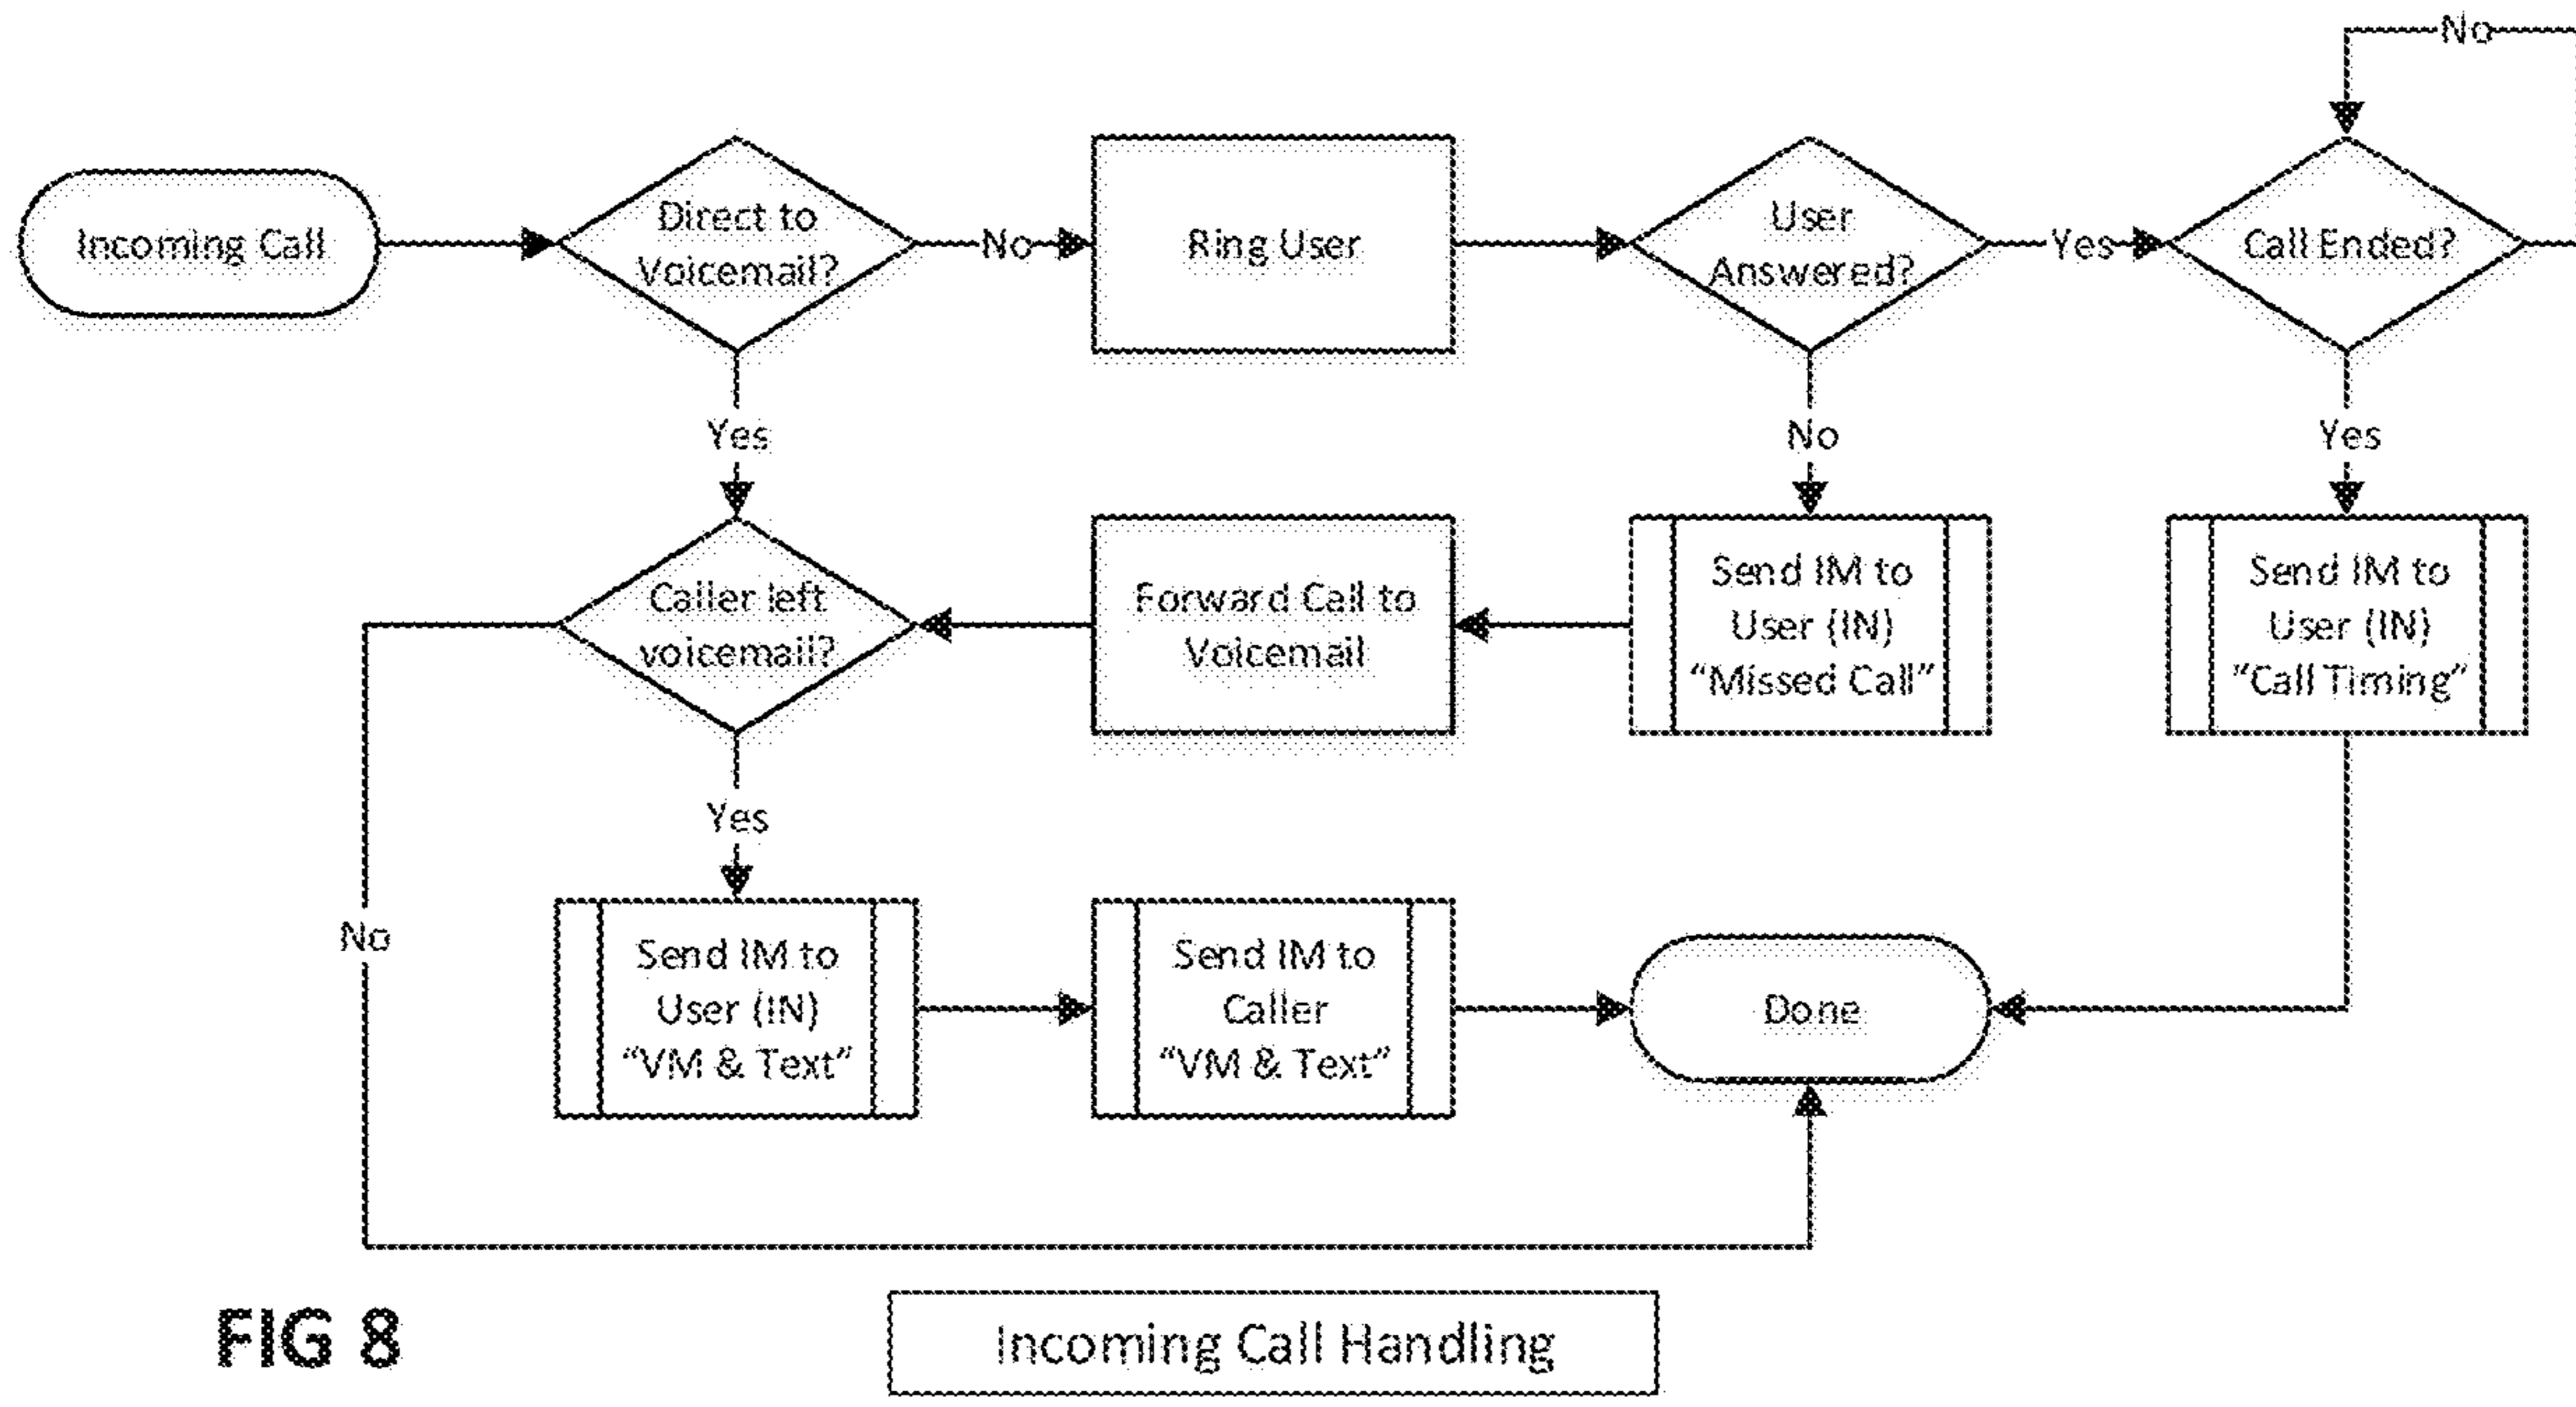 No
Incoming Call
Direct to
Voicemail?
No
Ring User
User
Answered?
Yes
Call Ended?
Yes
No
Yes
Caller left
voicemail?
Forward Call to
Voicemail
Send IM to
User (IN)
“Missed Call”
Send IM to
User (IN)
“Call Timing”
Yes
No
Send IM to
User (IN)
“VM & Text”
Send IM to
Caller
“VM & Text”
Done
FIG 8
Incoming Call Handling